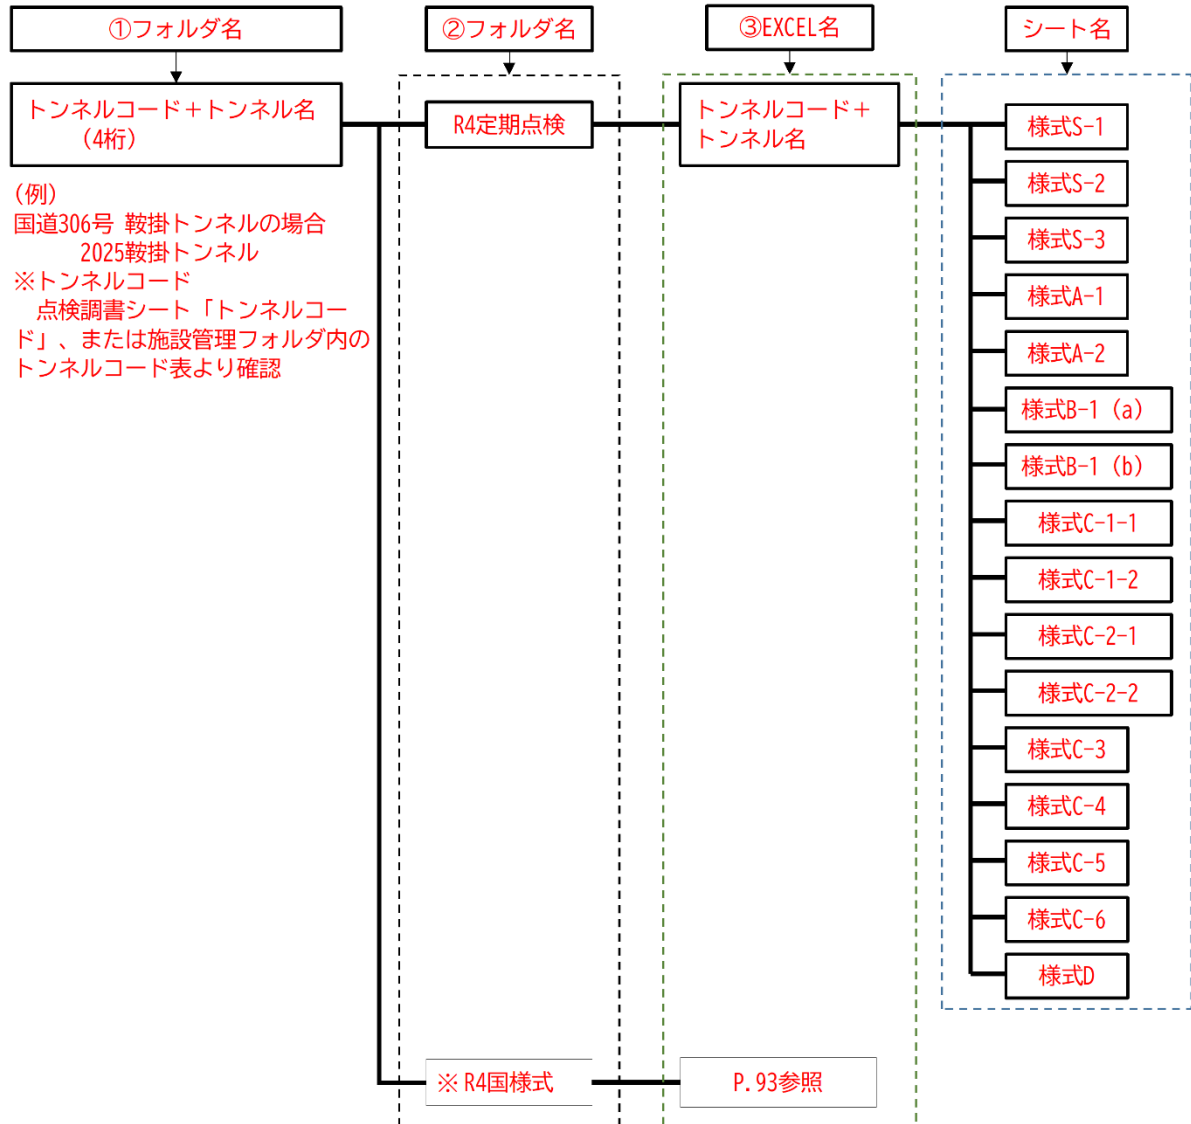 ①フォルダ名
②フォルダ名
③EXCEL名
シート名
トンネルコード＋トンネル名
（4桁）
R4定期点検
トンネルコード＋
トンネル名
（例）
国道306号 鞍掛トンネルの場合
2025鞍掛トンネル
※トンネルコード
点検調書シート「トンネルコー
ド」、または施設管理フォルダ内の
トンネルコード表より確認
様式S-1
様式S-2
様式S-3
様式A-1
様式A-2
様式B-1（a）
様式B-1（b）
様式C-1-1
様式C-1-2
様式C-2-1
様式C-2-2
様式C-3
様式C-4
様式C-5
様式C-6
様式D
※ R4国様式
P.93参照